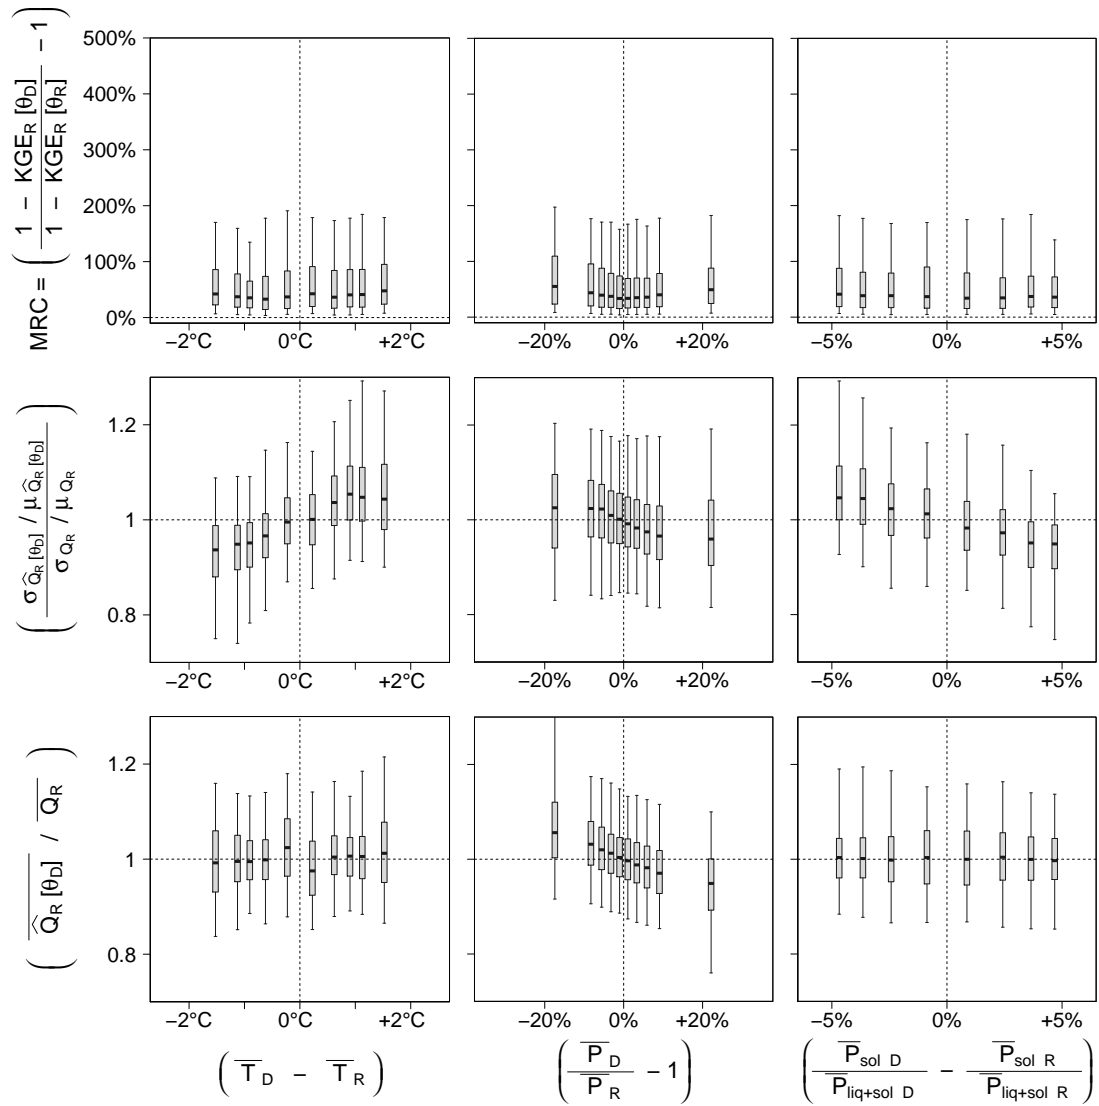 MRC = ( 1 − KGE_R [θ_D] / 1 − KGE_R [θ_R] − 1 )
500%
400%
300%
200%
100%
0%
−2°C 0°C +2°C
−20% 0% +20%
−5% 0% +5%
( σ Q̂_R [θ_D] / μ Q̂_R [θ_D] / σ Q_R / μ Q_R )
1.2
1
0.8
−2°C 0°C +2°C
−20% 0% +20%
−5% 0% +5%
( Q̂_R [θ_D] / Q_R )
1.2
1
0.8
−2°C 0°C +2°C
−20% 0% +20%
−5% 0% +5%
( T_D − T_R )
( P_D / P_R − 1 )
( P_sol D / P_liq+sol D − P_sol R / P_liq+sol R )